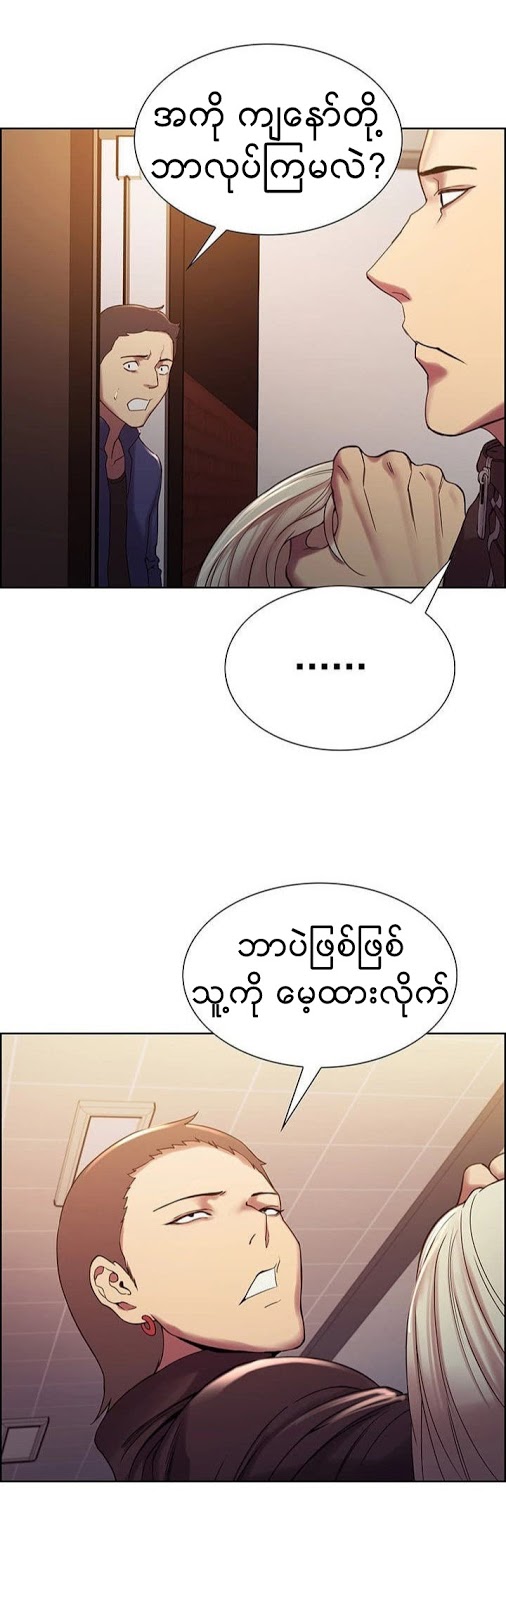 အကို ကျနော်တို့
ဘာလုပ်ကြမလဲ?
......
ဘာပဲဖြစ်ဖြစ်
သူ့ကို မေ့ထားလိုက်